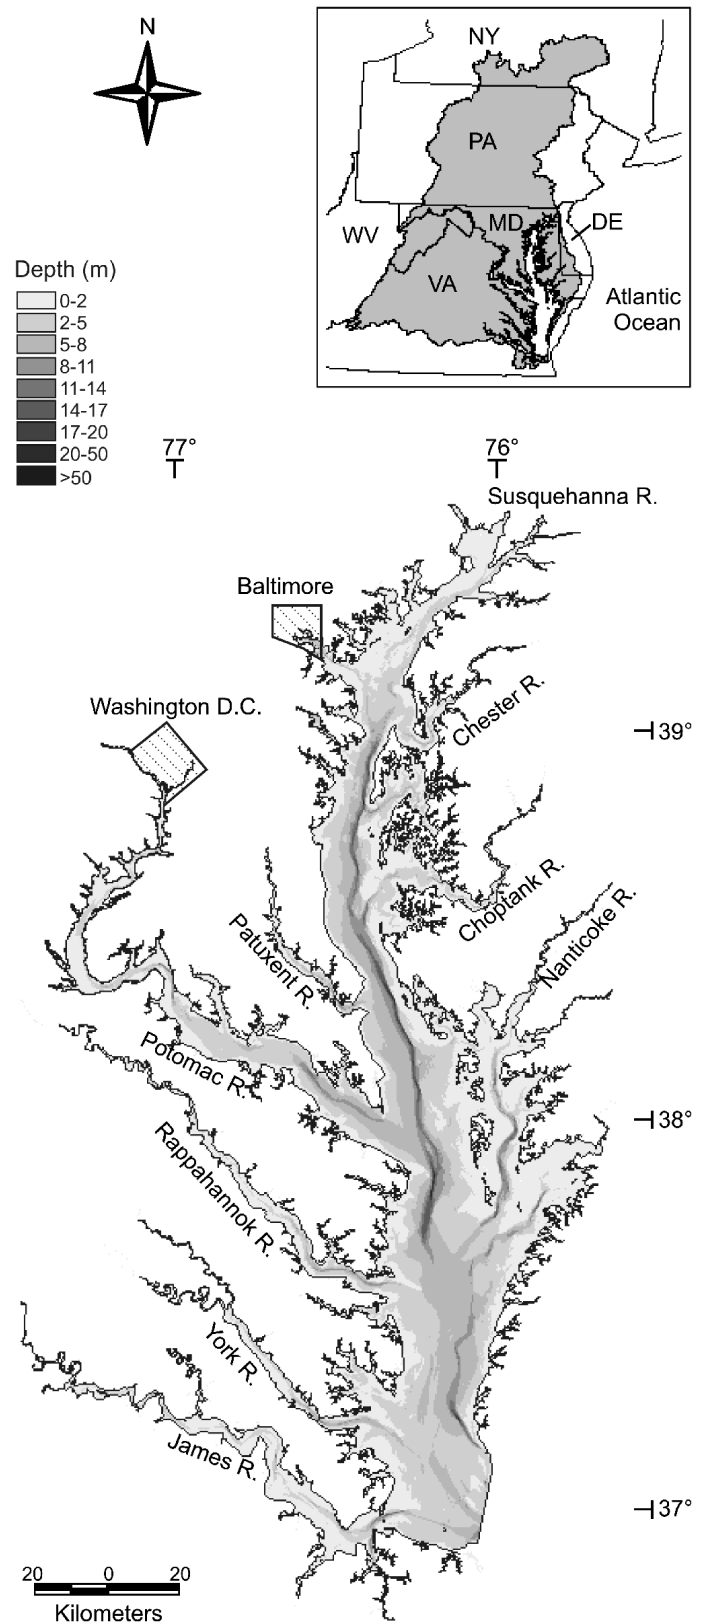 N
NY
PA
WV
MD
DE
VA
Atlantic
Ocean
Depth (m)
0-2
2-5
5-8
8-11
11-14
14-17
17-20
20-50
>50
77°
76°
Susquehanna R.
Baltimore
Chester R.
Washington D.C.
39°
Choptank R.
Nanticoke R.
Patuxent R.
Potomac R.
38°
Rappahannok R.
York R.
James R.
37°
20 0 20
Kilometers